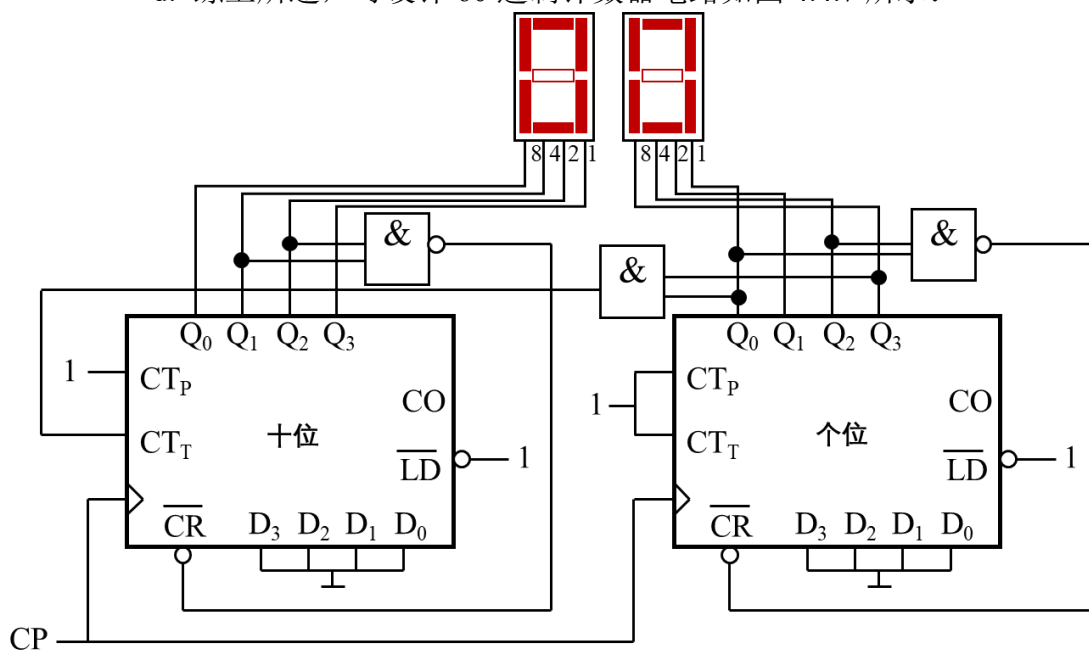 8 4 2 1 8 4 2 1
& & &
Q0 Q1 Q2 Q3 Q0 Q1 Q2 Q3
1 CTP CO 1 CTP CO
CTT 十位 LD 1 CTT 个位 LD 1
CR D3 D2 D1 D0 CR D3 D2 D1 D0
CP